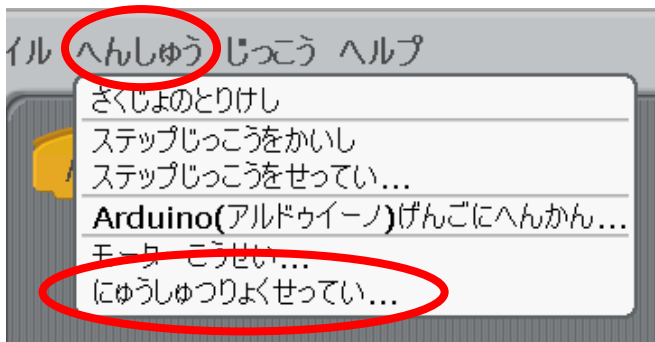 イル へんしゅう じっこう ヘルプ
さくじょのとりけし
ステップじっこうをかいし
ステップじっこうをせってい...
Arduino(アルドゥイーノ)げんごにへんかん...
モーターこうせい...
にゅうしゅつりょくせってい...